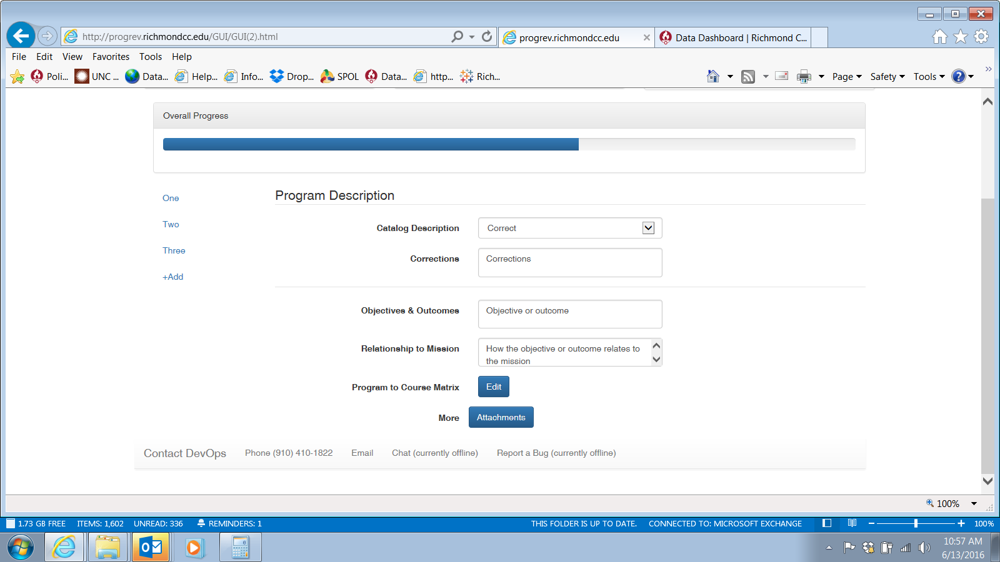 http://progrev.richmondcc.edu/GUI/GUI(2).html
progrev.richmondcc.edu
Data Dashboard | Richmond C...
File Edit View Favorites Tools Help
Poli... UNC ... Data... Help... Info... Drop... SPOL Data... http... Rich...
Page Safety Tools
Overall Progress
One
Two
Three
+Add
Program Description
Catalog Description Correct
Corrections Corrections
Objectives & Outcomes Objective or outcome
Relationship to Mission How the objective or outcome relates to
the mission
Program to Course Matrix Edit
More Attachments
Contact DevOps Phone (910) 410-1822 Email Chat (currently offline) Report a Bug (currently offline)
100%
1.73 GB FREE ITEMS: 1,602 UNREAD: 336 REMINDERS: 1 THIS FOLDER IS UP TO DATE. CONNECTED TO: MICROSOFT EXCHANGE 100%
10:57 AM
6/13/2016